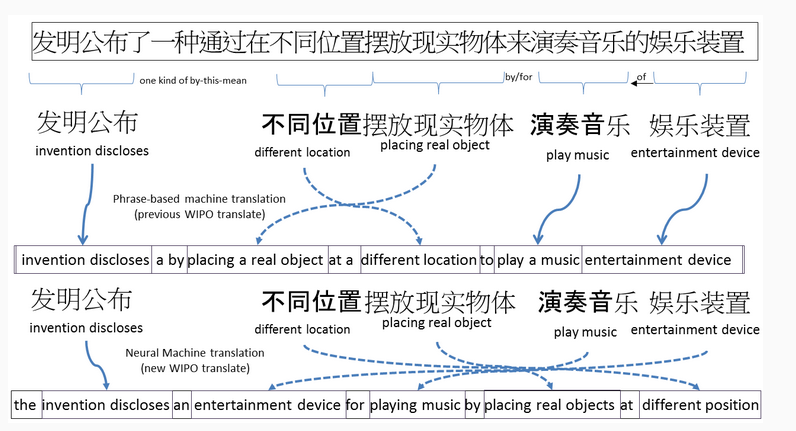 发明公布了一种通过在不同位置摆放现实物体来演奏音乐的娱乐装置
one kind of by-this-mean by/for of
发明公布 不同位置摆放现实物体 演奏音乐 娱乐装置
invention discloses different location placing real object play music entertainment device
Phrase-based machine translation
(previous WIPO translate)
invention discloses a by placing a real object at a different location to play a music entertainment device
发明公布 不同位置摆放现实物体 演奏音乐 娱乐装置
invention discloses different location placing real object play music entertainment device
Neural Machine translation
(new WIPO translate)
the invention discloses an entertainment device for playing music by placing real objects at different position